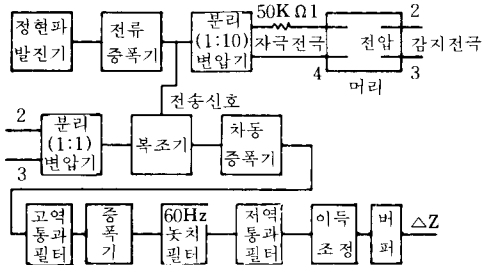 정현파 발진기
전류 증폭기
분리 (1:10) 변압기
50KΩ1
자극전극
4
전압
머리
2
감지전극
3
전송신호
2
3
분리 (1:1) 변압기
복조기
차동 증폭기
고역 통과 필터
증폭기
60Hz 놋치 필터
저역 통과 필터
이득 조정
버퍼
△Z